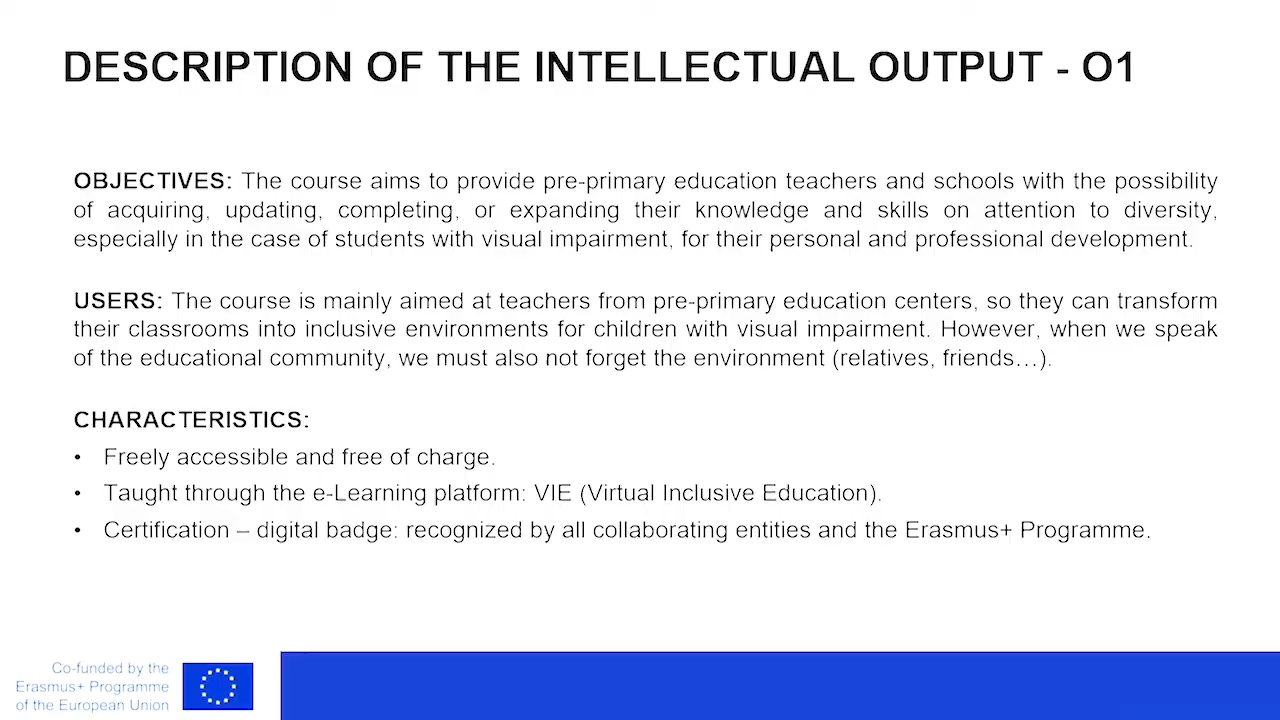 DESCRIPTION OF THE INTELLECTUAL OUTPUT - O1
OBJECTIVES: The course aims to provide pre-primary education teachers and schools with the possibility
of acquiring, updating, completing, or expanding their knowledge and skills on attention to diversity,
especially in the case of students with visual impairment, for their personal and professional development.
USERS: The course is mainly aimed at teachers from pre-primary education centers, so they can transform
their classrooms into inclusive environments for children with visual impairment. However, when we speak
of the educational community, we must also not forget the environment (relatives, friends…).
CHARACTERISTICS:
• Freely accessible and free of charge.
• Taught through the e-Learning platform: VIE (Virtual Inclusive Education).
• Certification – digital badge: recognized by all collaborating entities and the Erasmus+ Programme.
Co-funded by the
Erasmus+ Programme
of the European Union